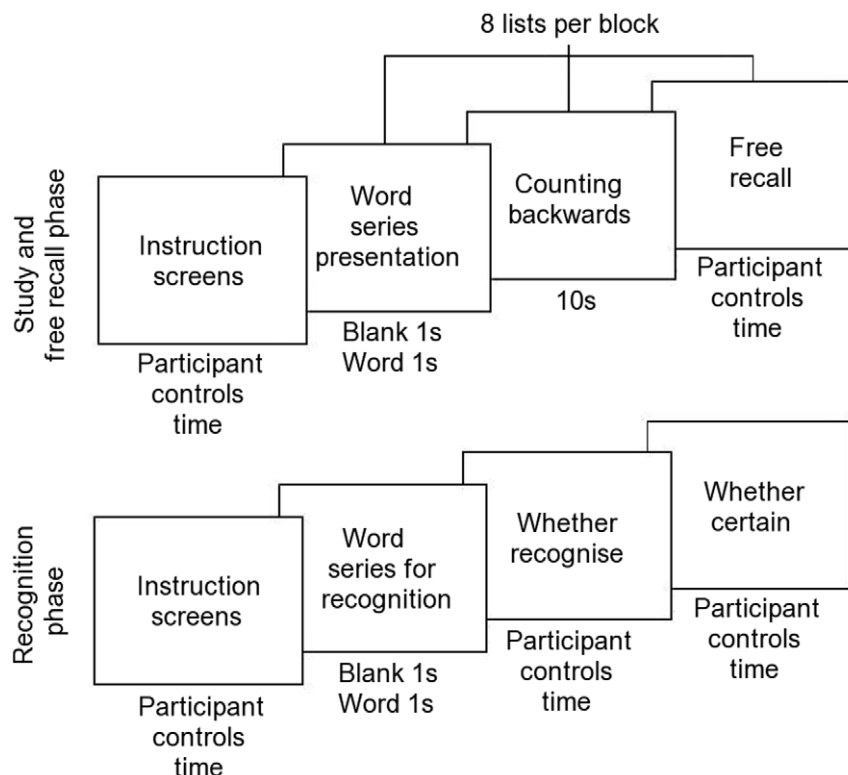 8 lists per block
Study and
free recall phase
Instruction
screens
Participant
controls
time
Word
series
presentation
Blank 1s
Word 1s
Counting
backwards
10s
Free
recall
Participant
controls
time
Recognition
phase
Instruction
screens
Participant
controls
time
Word
series for
recognition
Blank 1s
Word 1s
Whether
recognise
Participant
controls
time
Whether
certain
Participant
controls
time